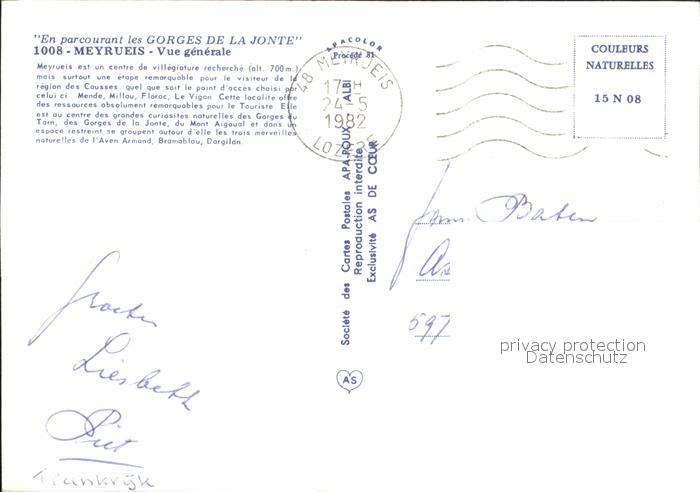 "En parcourant les GORGES DE LA JONTE"
1008 - MEYRUEIS - Vue générale
Meyrueis est un centre de villégiature recherché (alt. 700m.)
mais surtout une étape remarquable pour le visiteur de la
région des Causses quel que soit le point d'accès choisi par
celui ci Mende, Millau, Florac, Le Vigan Cette localité offre
des ressources absolument remarquables pour le Touriste Elle
est au centre des grandes curiosités naturelles des Gorges du
Tarn, des Gorges de la Jonte, du Mont Aigoual et dans un
espace restreint se groupent autour d'elle les trois merveilles
naturelles de l'Aven Armand, Bramabiau, Dargilan.
APACOLOR
Procédé 81
48 MEYRUEIS
17H
24-5
1982
LOZERE
COULEURS
NATURELLES
15 N 08
Société des Cartes Postales APA-POUX ALBI
Reproduction interdite
Exclusivité AS DE CŒUR
AS
Baten
As
597
privacy protection
Datenschutz
Groeten
Liesbeth
Piet
Frankrijk